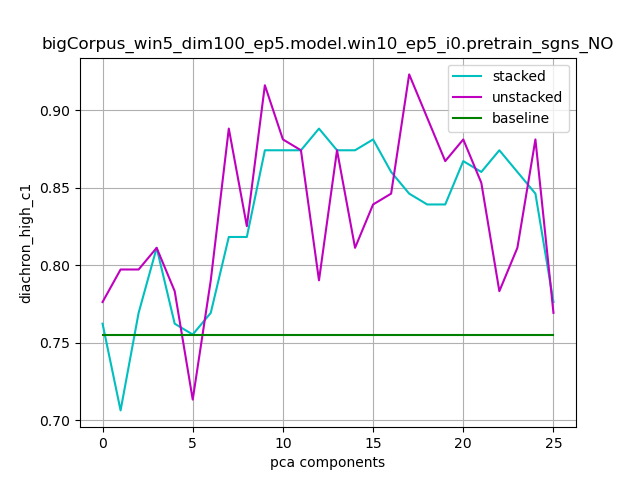 bigCorpus_win5_dim100_ep5.model.win10_ep5_i0.pretrain_sgns_NO
stacked
unstacked
baseline
0.90
0.85
0.80
0.75
0.70
diachron_high_c1
0 5 10 15 20 25
pca components